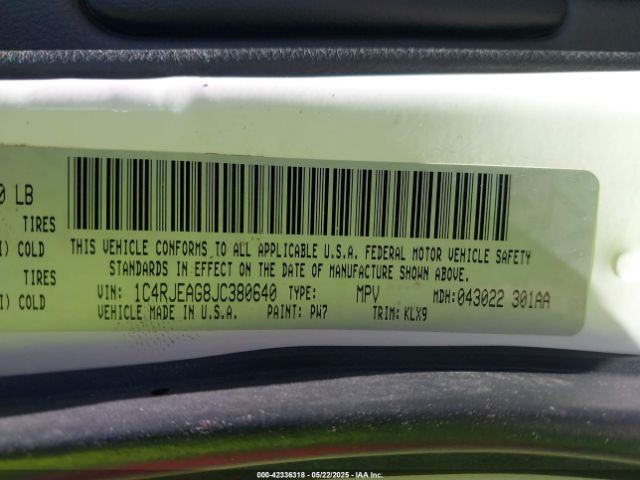 0 LB
TIRES
I) COLD
TIRES
I) COLD
THIS VEHICLE CONFORMS TO ALL APPLICABLE U.S.A. FEDERAL MOTOR VEHICLE SAFETY
STANDARDS IN EFFECT ON THE DATE OF MANUFACTURE SHOWN ABOVE.
VIN: 1C4RJEAG8JC380640 TYPE: MPV MDH: 043022 301AA
VEHICLE MADE IN U.S.A. PAINT: PW7 TRIM: KLX9
000-42336318 - 05/22/2025 - IAA Inc.